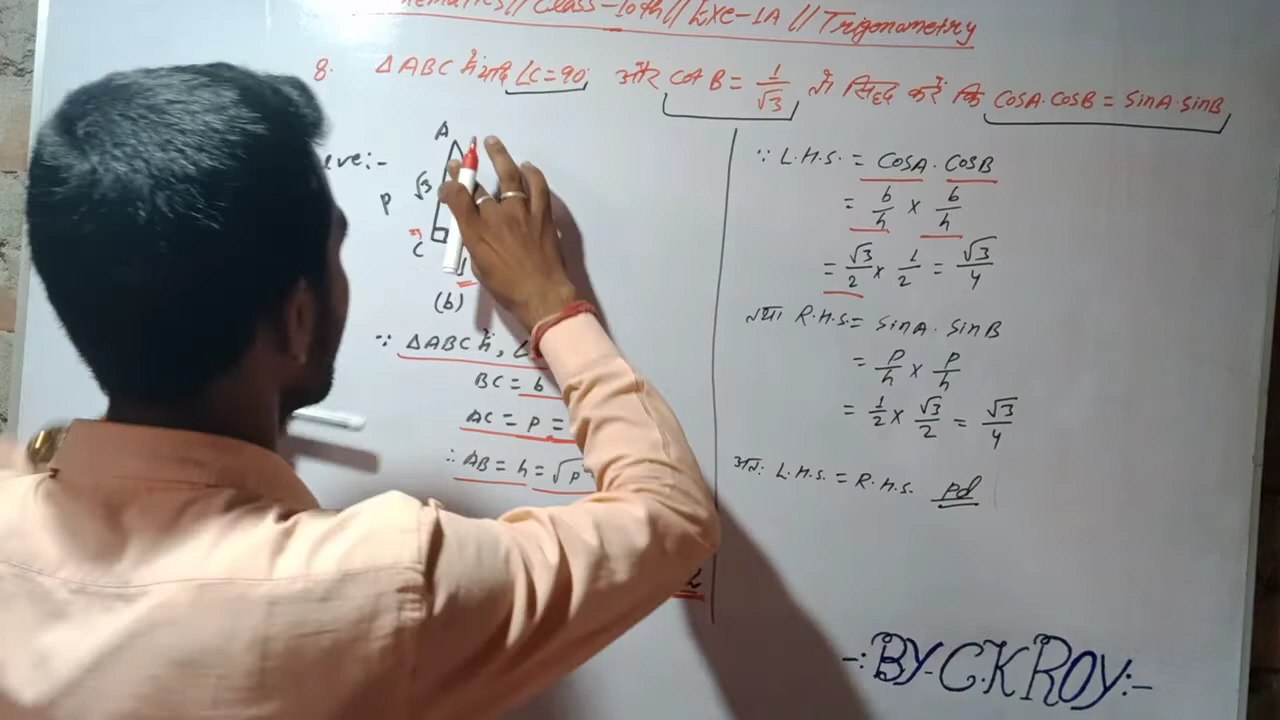 Class-10th // Exe-1A // Trigonometry
8. ΔABC में यदि ∠C=90, और Cot B = 1/√3 तो सिद्ध करें कि CosA.CosB = SinA.SinB
A
√3
P
C
(b)
∵ ΔABC में, ∠
BC = b
AC = P =
∴ AB = h = √P
∵ L.H.S. = CosA. CosB
= b/h × b/h
= √3/2 × 1/2 = √3/4
तथा R.H.S = SinA. SinB
= P/h × P/h
= 1/2 × √3/2 = √3/4
अतः L.H.S. = R.H.S. Pd
-: BY- C.K ROY:-